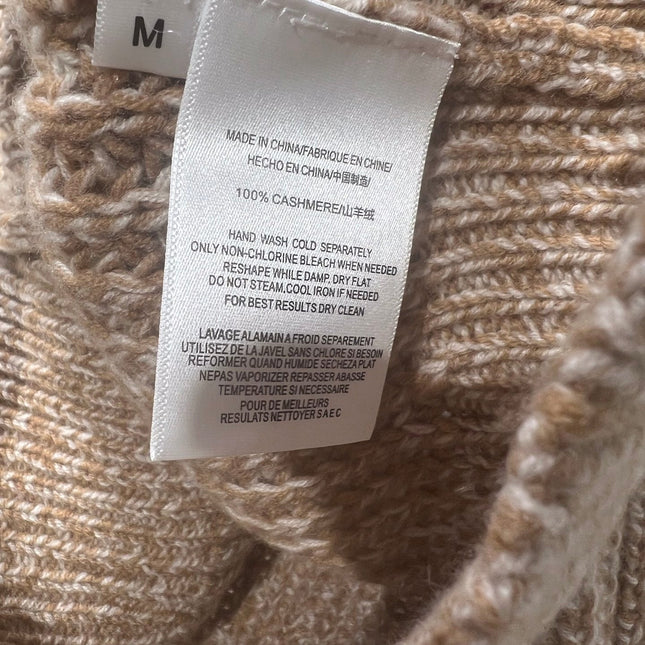 M
MADE IN CHINA/FABRIQUE EN CHINE/
HECHO EN CHINA/中国制造/
100% CASHMERE/山羊绒
HAND WASH COLD SEPARATELY
ONLY NON-CHLORINE BLEACH WHEN NEEDED
RESHAPE WHILE DAMP, DRY FLAT
DO NOT STEAM.COOL IRON IF NEEDED
FOR BEST RESULTS DRY CLEAN
LAVAGE ALAMAIN A FROID SEPAREMENT
UTILISEZ DE LA JAVEL SANS CHLORE SI BESOIN
REFORMER QUAND HUMIDE SECHEZA PLAT
NEPAS VAPORIZER REPASSER ABASSE
TEMPERATURE SI NECESSAIRE
POUR DE MEILLEURS
RESULATS NETTOYER S A E C